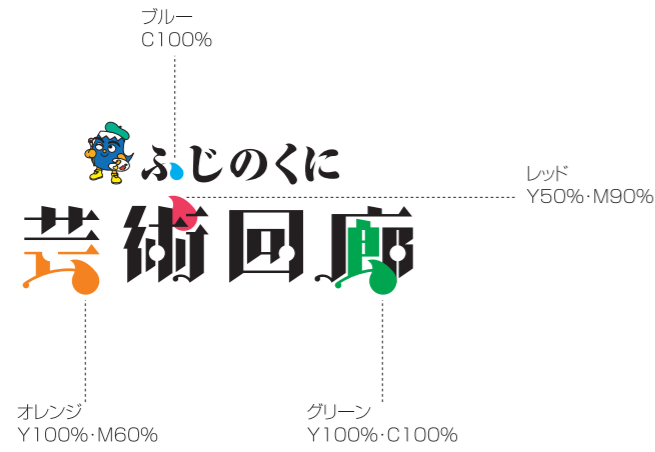 ブルー
C100%
ふじのくに
レッド
Y50%･M90%
芸術回廊
オレンジ
Y100%･M60%
グリーン
Y100%･C100%